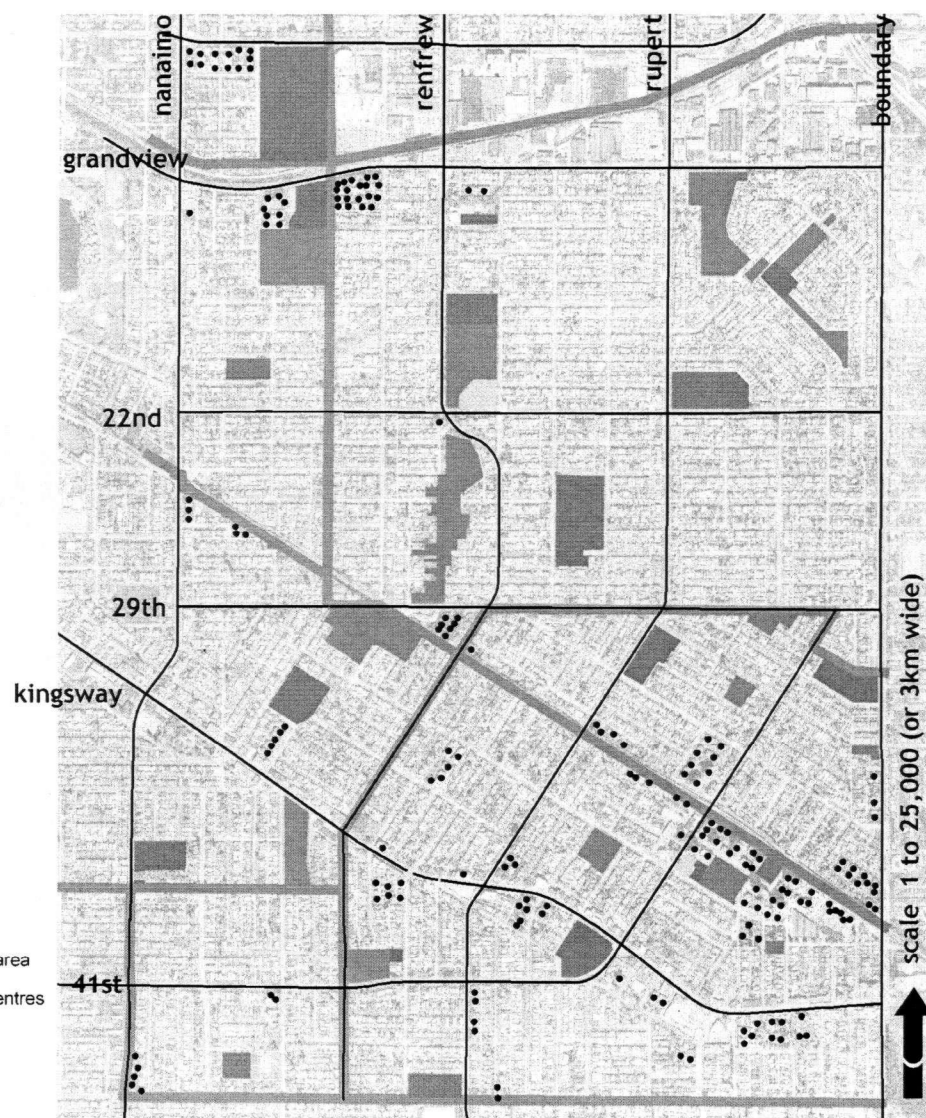 nanaimo
renfrew
rupert
boundary
grandview
22nd
29th
kingsway
41st
area
entres
scale 1 to 25,000 (or 3km wide)